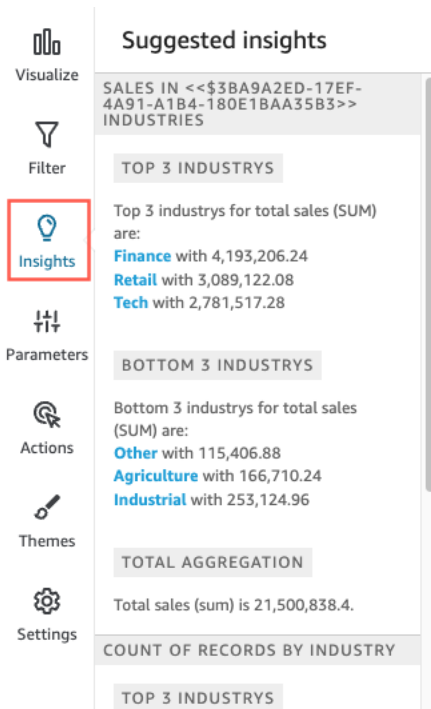 Visualize
Filter
Insights
Parameters
Actions
Themes
Settings
Suggested insights
SALES IN <<$3BA9A2ED-17EF-
4A91-A1B4-180E1BAA35B3>>
INDUSTRIES
TOP 3 INDUSTRYS
Top 3 industrys for total sales (SUM)
are:
Finance with 4,193,206.24
Retail with 3,089,122.08
Tech with 2,781,517.28
BOTTOM 3 INDUSTRYS
Bottom 3 industrys for total sales
(SUM) are:
Other with 115,406.88
Agriculture with 166,710.24
Industrial with 253,124.96
TOTAL AGGREGATION
Total sales (sum) is 21,500,838.4.
COUNT OF RECORDS BY INDUSTRY
TOP 3 INDUSTRYS